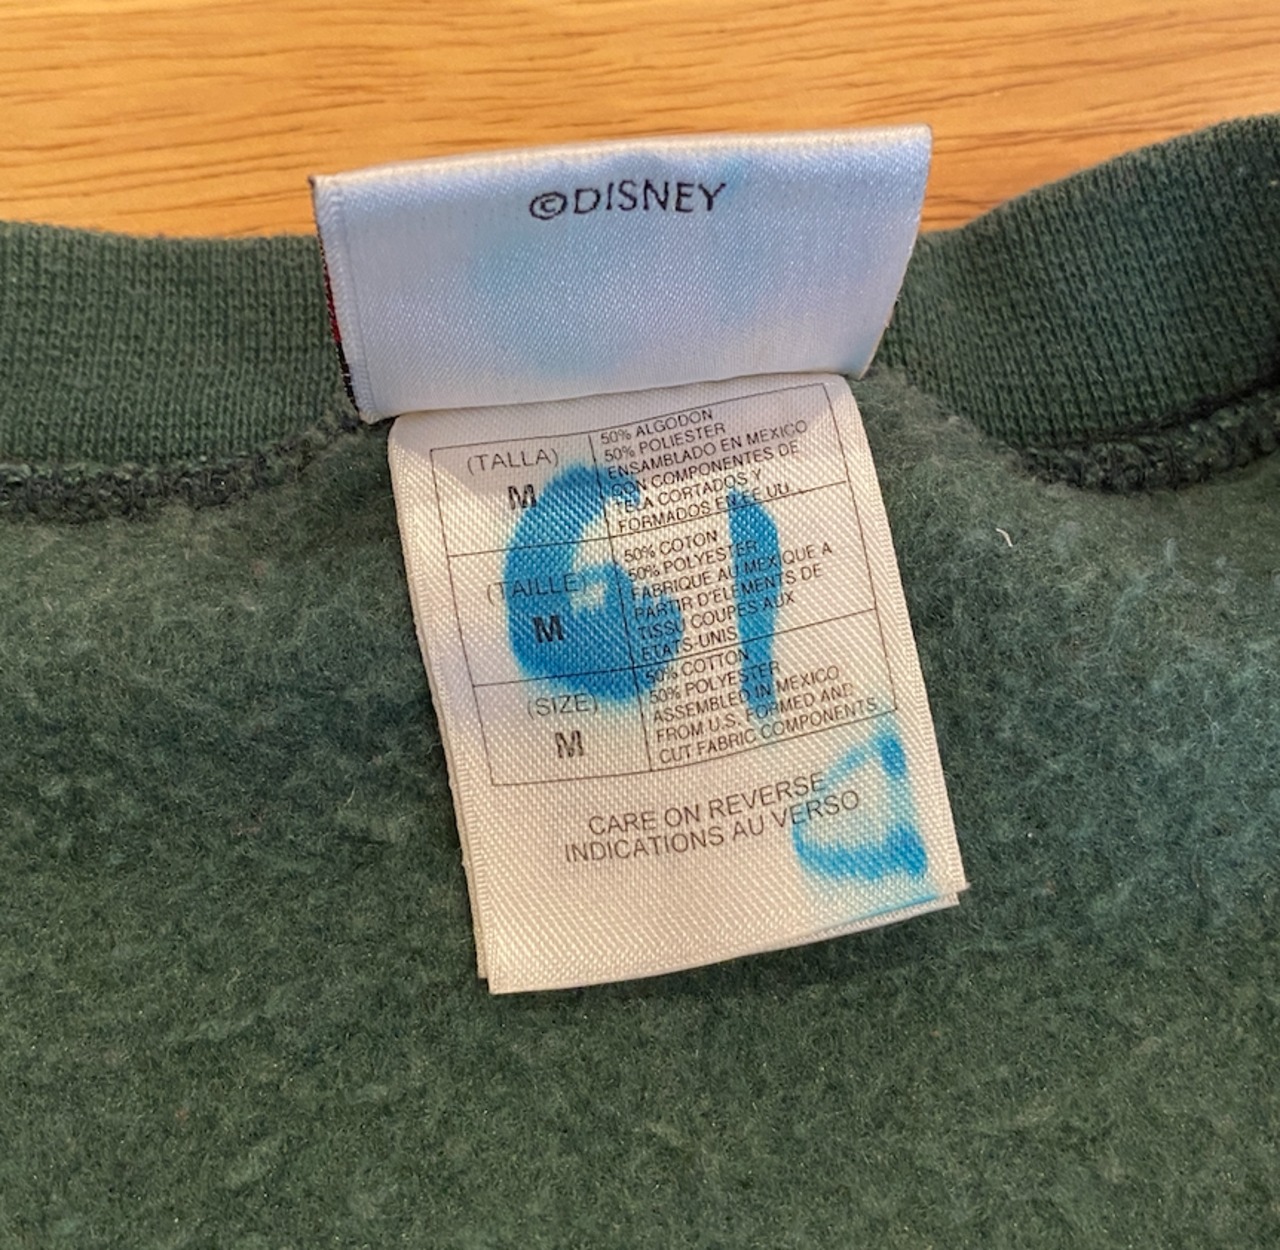 ©DISNEY
(TALLA)
M
50% ALGODON
50% POLIESTER
ENSAMBLADO EN MEXICO
CON COMPONENTES DE
TELA CORTADOS Y
FORMADOS EN EE.UU.
(TAILLE)
M
50% COTON
50% POLYESTER
FABRIQUE AU MEXIQUE A
PARTIR D'ELEMENTS DE
TISSU COUPES AUX
ETATS-UNIS
(SIZE)
M
50% COTTON
50% POLYESTER
ASSEMBLED IN MEXICO
FROM U.S. FORMED AND
CUT FABRIC COMPONENTS
CARE ON REVERSE
INDICATIONS AU VERSO